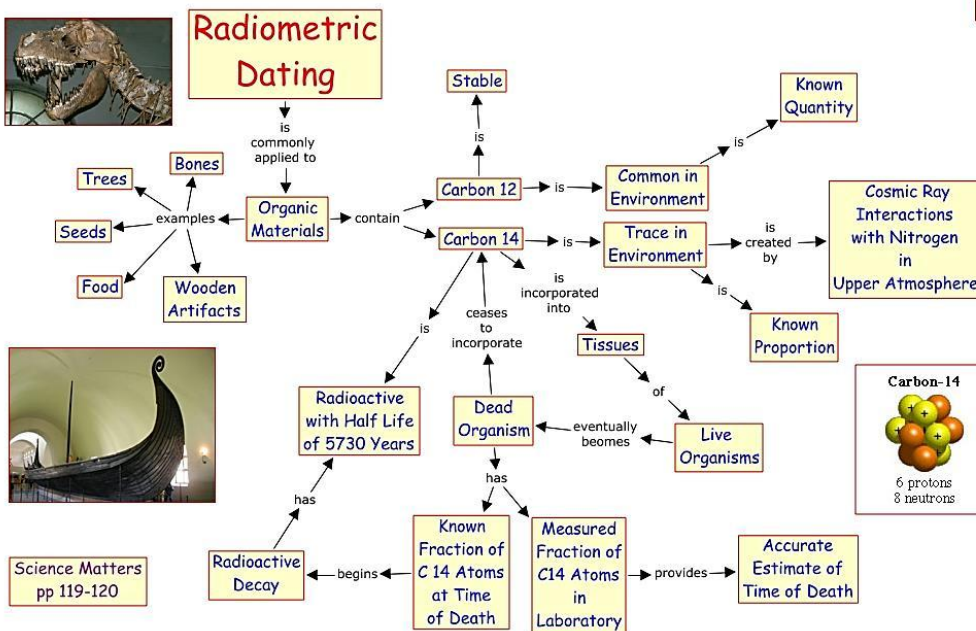 Radiometric
Dating
is
commonly
applied to
Organic
Materials
examples
Bones
Trees
Seeds
Food
Wooden
Artifacts
contain
Carbon 12
is
Stable
is
Common in
Environment
is
Known
Quantity
Carbon 14
is
Trace in
Environment
is
created
by
Cosmic Ray
Interactions
with Nitrogen
in
Upper Atmosphere
is
Known
Proportion
is
incorporated
into
Tissues
of
Live
Organisms
eventually
beomes
Dead
Organism
ceases
to
incorporate
is
Radioactive
with Half Life
of 5730 Years
has
Known
Fraction of
C 14 Atoms
at Time
of Death
begins
Radioactive
Decay
has
Measured
Fraction of
C14 Atoms
in
Laboratory
provides
Accurate
Estimate of
Time of Death
Carbon-14
+
+
+
+
6 protons
8 neutrons
Science Matters
pp 119-120